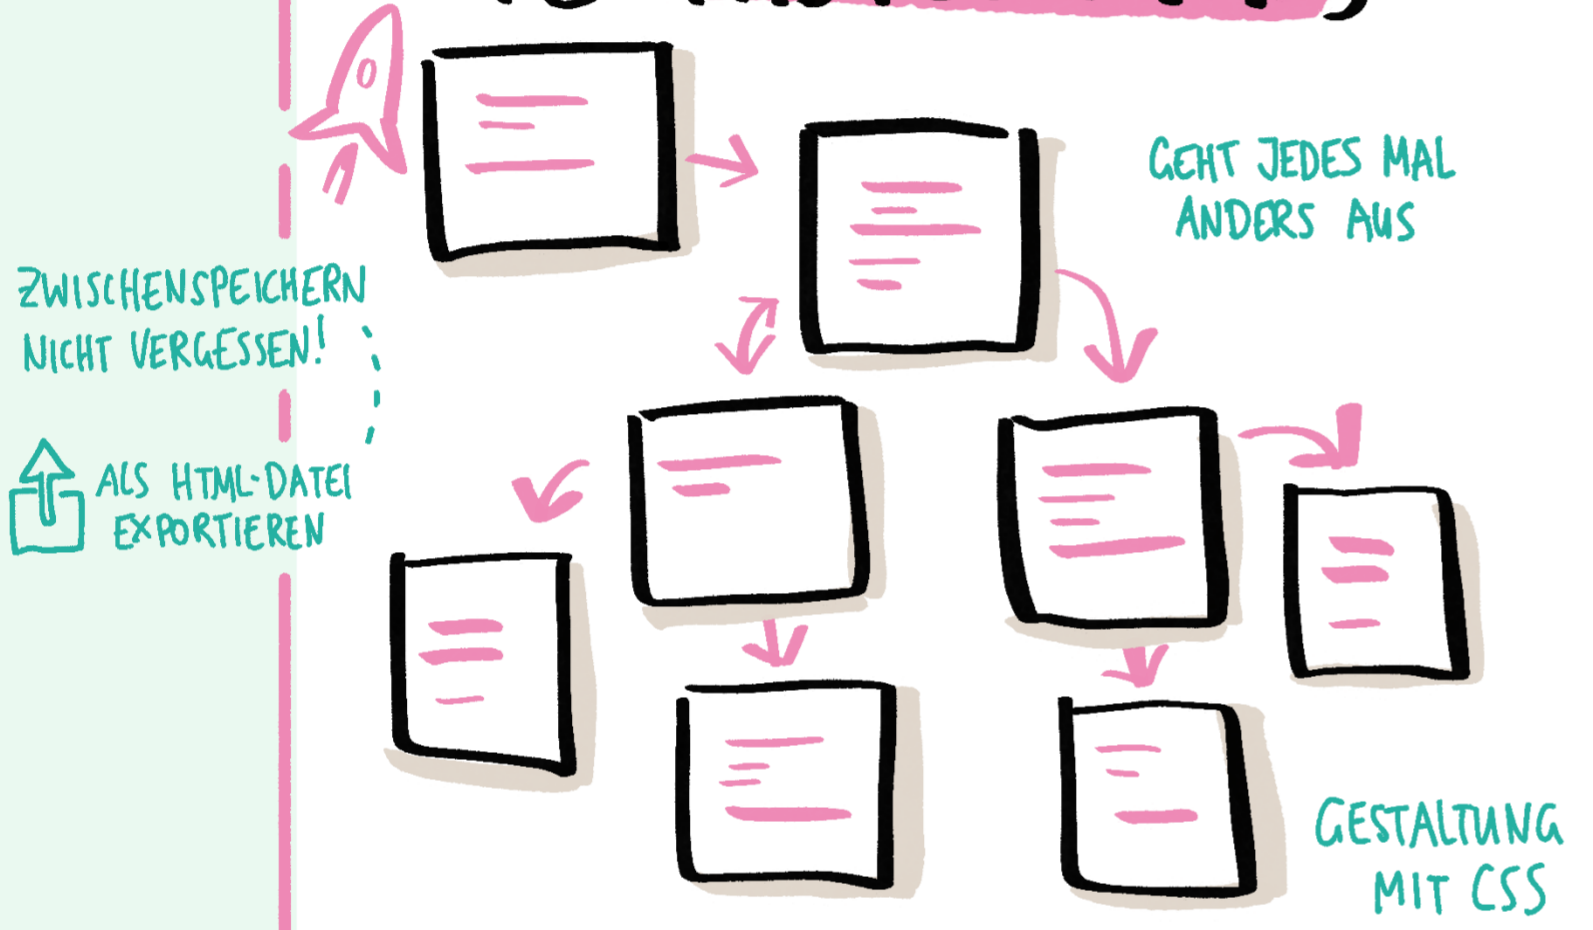 GEHT JEDES MAL
ANDERS AUS
ZWISCHENSPEICHERN
NICHT VERGESSEN!
ALS HTML-DATEI
EXPORTIEREN
GESTALTUNG
MIT CSS